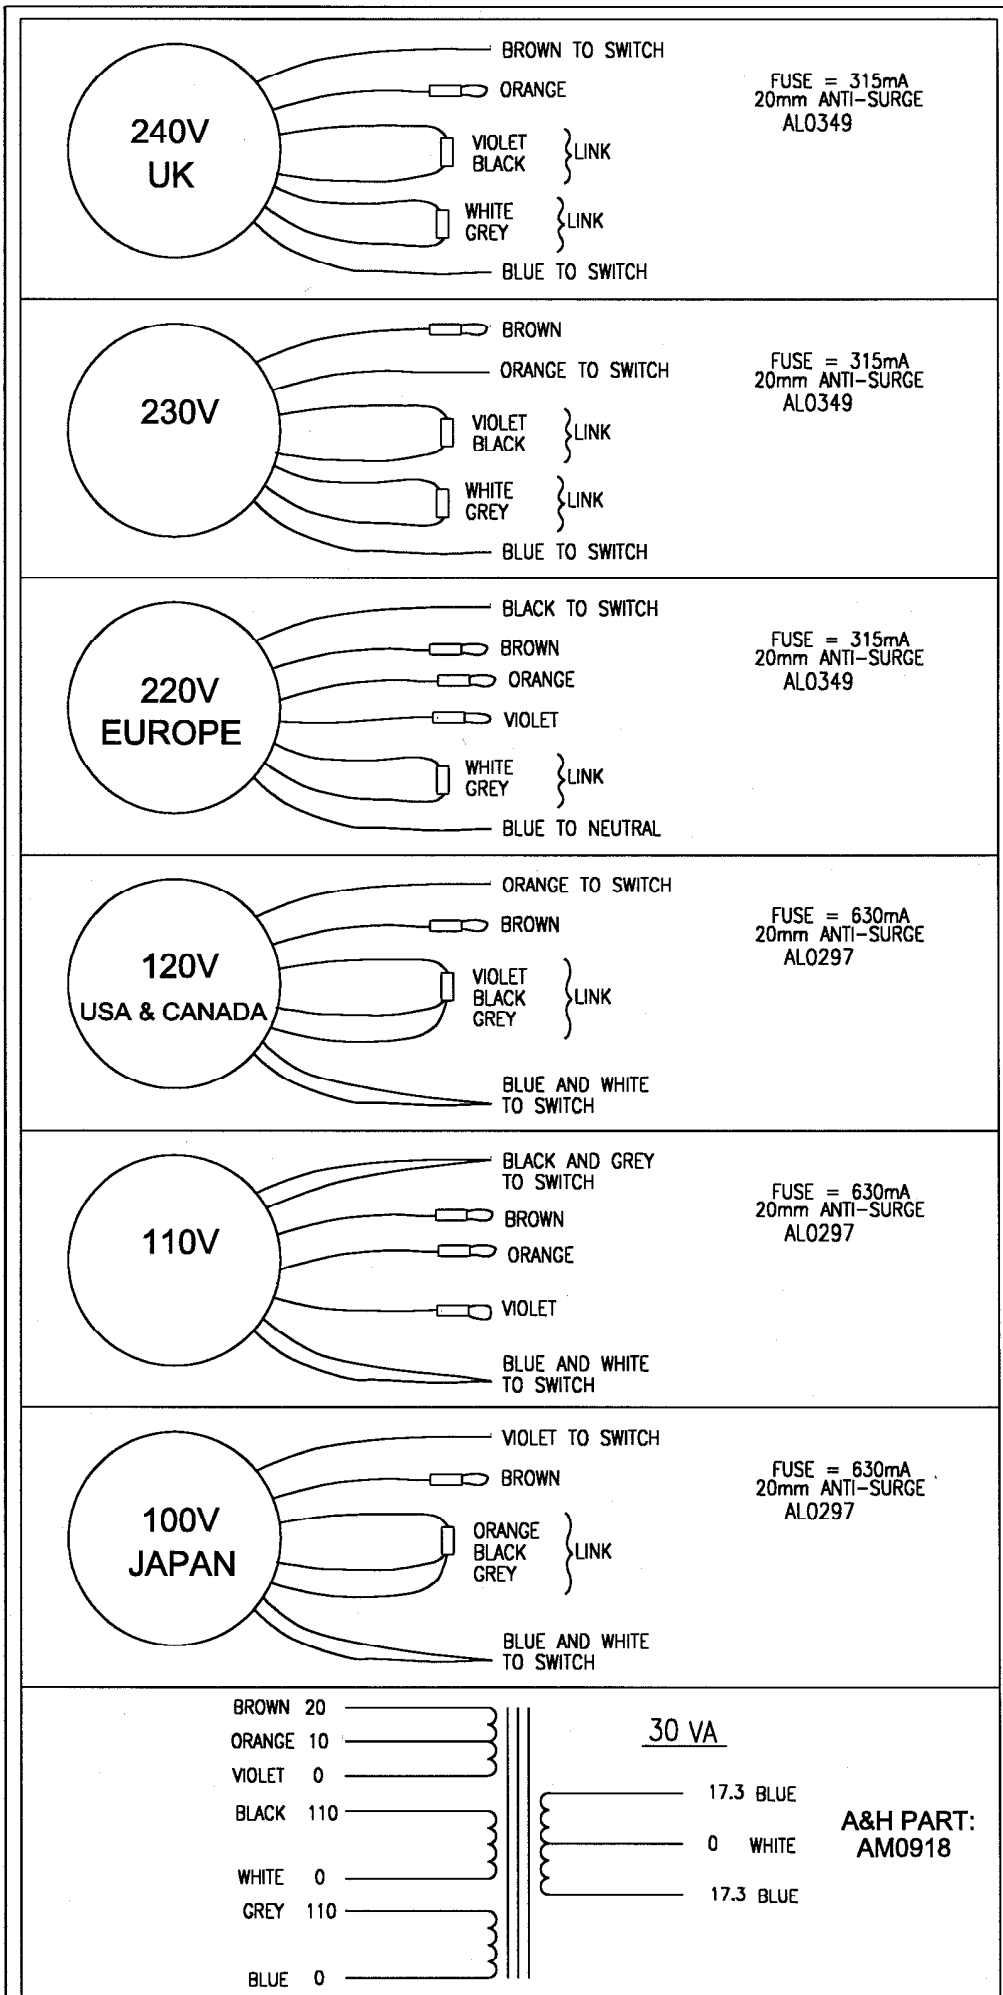 240V
UK
BROWN TO SWITCH
ORANGE
VIOLET
BLACK
LINK
WHITE
GREY
LINK
BLUE TO SWITCH
FUSE = 315mA
20mm ANTI-SURGE
AL0349
230V
BROWN
ORANGE TO SWITCH
VIOLET
BLACK
LINK
WHITE
GREY
LINK
BLUE TO SWITCH
FUSE = 315mA
20mm ANTI-SURGE
AL0349
220V
EUROPE
BLACK TO SWITCH
BROWN
ORANGE
VIOLET
WHITE
GREY
LINK
BLUE TO NEUTRAL
FUSE = 315mA
20mm ANTI-SURGE
AL0349
120V
USA & CANADA
ORANGE TO SWITCH
BROWN
VIOLET
BLACK
GREY
LINK
BLUE AND WHITE
TO SWITCH
FUSE = 630mA
20mm ANTI-SURGE
AL0297
110V
BLACK AND GREY
TO SWITCH
BROWN
ORANGE
VIOLET
BLUE AND WHITE
TO SWITCH
FUSE = 630mA
20mm ANTI-SURGE
AL0297
100V
JAPAN
VIOLET TO SWITCH
BROWN
ORANGE
BLACK
GREY
LINK
BLUE AND WHITE
TO SWITCH
FUSE = 630mA
20mm ANTI-SURGE
AL0297
BROWN 20
ORANGE 10
VIOLET 0
BLACK 110
WHITE 0
GREY 110
BLUE 0
30 VA
17.3 BLUE
0 WHITE
17.3 BLUE
A&H PART:
AM0918